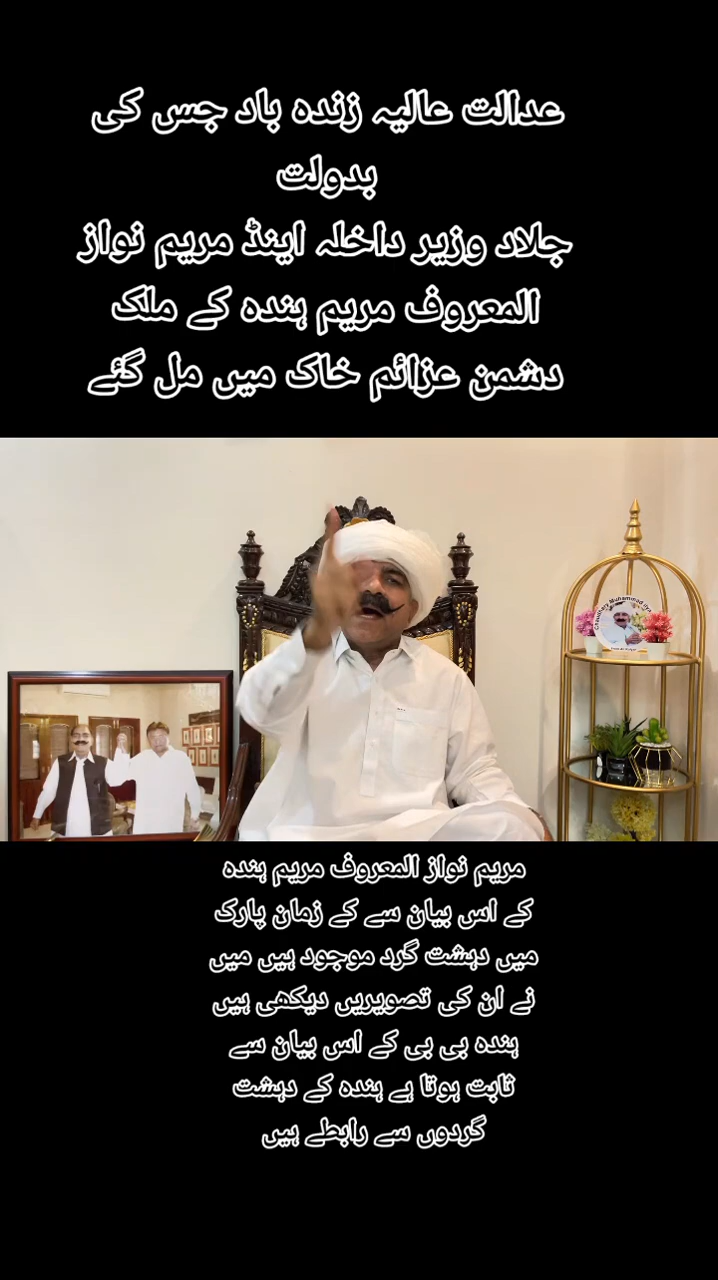 عدالت عالیہ زندہ باد جس کی
بدولت
جلاد وزیر داخلہ اینڈ مریم نواز
المعروف مریم ہندہ کے ملک
دشمن عزائم خاک میں مل گئے
Chaudhary Muhammad
مریم نواز المعروف مریم ہندہ
کے اس بیان سے کے زمان پارک
میں دہشت گرد موجود ہیں میں
نے ان کی تصویریں دیکھی ہیں
ہندہ بی بی کے اس بیان سے
ثابت ہوتا ہے ہندہ کے دہشت
گردوں سے رابطے ہیں